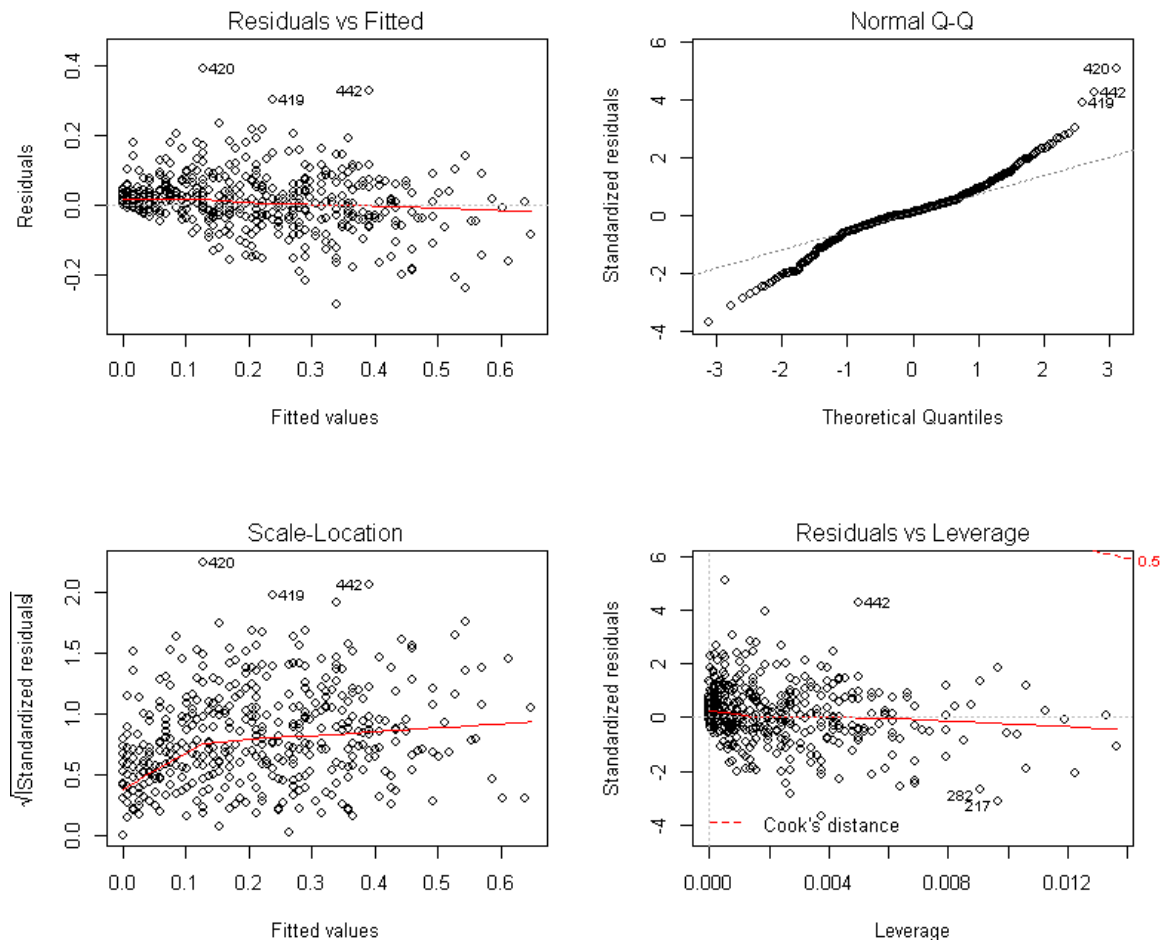 Residuals vs Fitted
Residuals
0.4
0.2
0.0
-0.2
420
419
442
0.0 0.1 0.2 0.3 0.4 0.5 0.6
Fitted values
Normal Q-Q
Standardized residuals
6
4
2
0
-2
-4
420
442
419
-3 -2 -1 0 1 2 3
Theoretical Quantiles
Scale-Location
√|Standardized residuals|
2.0
1.5
1.0
0.5
0.0
420
419
442
0.0 0.1 0.2 0.3 0.4 0.5 0.6
Fitted values
Residuals vs Leverage
Standardized residuals
6
4
2
0
-2
-4
0.5
442
282
217
Cook's distance
0.000 0.004 0.008 0.012
Leverage